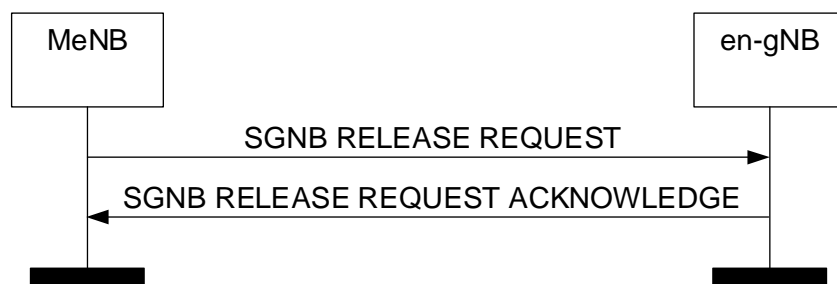 MeNB
en-gNB
SGNB RELEASE REQUEST
SGNB RELEASE REQUEST ACKNOWLEDGE